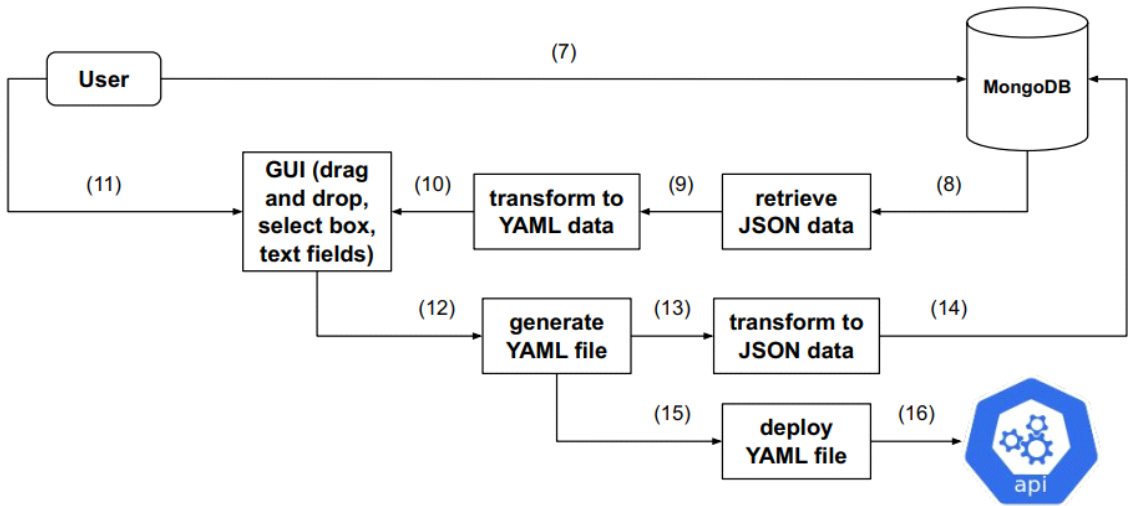 (7)
User
MongoDB
(11)
GUI (drag
and drop,
select box,
text fields)
(10)
transform to
YAML data
(9)
retrieve
JSON data
(8)
(12)
generate
YAML file
(13)
transform to
JSON data
(14)
(15)
deploy
YAML file
(16)
api